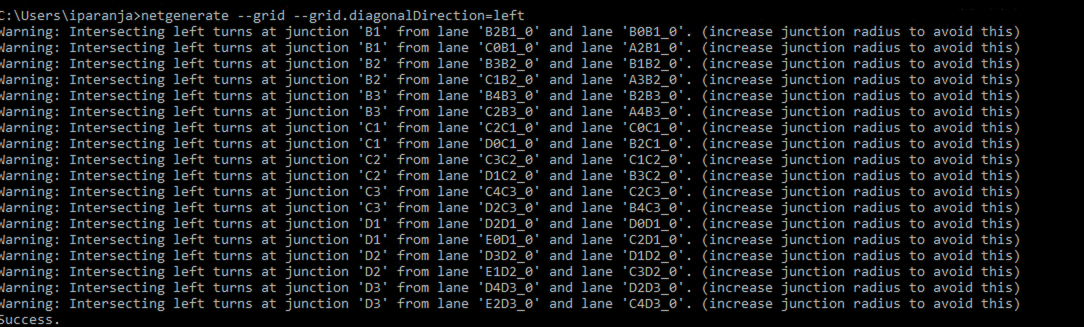 C:\Users\iparanja>netgenerate --grid --grid.diagonalDirection=left
Warning: Intersecting left turns at junction 'B1' from lane 'B2B1_0' and lane 'B0B1_0'. (increase junction radius to avoid this)
Warning: Intersecting left turns at junction 'B1' from lane 'C0B1_0' and lane 'A2B1_0'. (increase junction radius to avoid this)
Warning: Intersecting left turns at junction 'B2' from lane 'B3B2_0' and lane 'B1B2_0'. (increase junction radius to avoid this)
Warning: Intersecting left turns at junction 'B2' from lane 'C1B2_0' and lane 'A3B2_0'. (increase junction radius to avoid this)
Warning: Intersecting left turns at junction 'B3' from lane 'B4B3_0' and lane 'B2B3_0'. (increase junction radius to avoid this)
Warning: Intersecting left turns at junction 'B3' from lane 'C2B3_0' and lane 'A4B3_0'. (increase junction radius to avoid this)
Warning: Intersecting left turns at junction 'C1' from lane 'C2C1_0' and lane 'C0C1_0'. (increase junction radius to avoid this)
Warning: Intersecting left turns at junction 'C1' from lane 'D0C1_0' and lane 'B2C1_0'. (increase junction radius to avoid this)
Warning: Intersecting left turns at junction 'C2' from lane 'C3C2_0' and lane 'C1C2_0'. (increase junction radius to avoid this)
Warning: Intersecting left turns at junction 'C2' from lane 'D1C2_0' and lane 'B3C2_0'. (increase junction radius to avoid this)
Warning: Intersecting left turns at junction 'C3' from lane 'C4C3_0' and lane 'C2C3_0'. (increase junction radius to avoid this)
Warning: Intersecting left turns at junction 'C3' from lane 'D2C3_0' and lane 'B4C3_0'. (increase junction radius to avoid this)
Warning: Intersecting left turns at junction 'D1' from lane 'D2D1_0' and lane 'D0D1_0'. (increase junction radius to avoid this)
Warning: Intersecting left turns at junction 'D1' from lane 'E0D1_0' and lane 'C2D1_0'. (increase junction radius to avoid this)
Warning: Intersecting left turns at junction 'D2' from lane 'D3D2_0' and lane 'D1D2_0'. (increase junction radius to avoid this)
Warning: Intersecting left turns at junction 'D2' from lane 'E1D2_0' and lane 'C3D2_0'. (increase junction radius to avoid this)
Warning: Intersecting left turns at junction 'D3' from lane 'D4D3_0' and lane 'D2D3_0'. (increase junction radius to avoid this)
Warning: Intersecting left turns at junction 'D3' from lane 'E2D3_0' and lane 'C4D3_0'. (increase junction radius to avoid this)
Success.